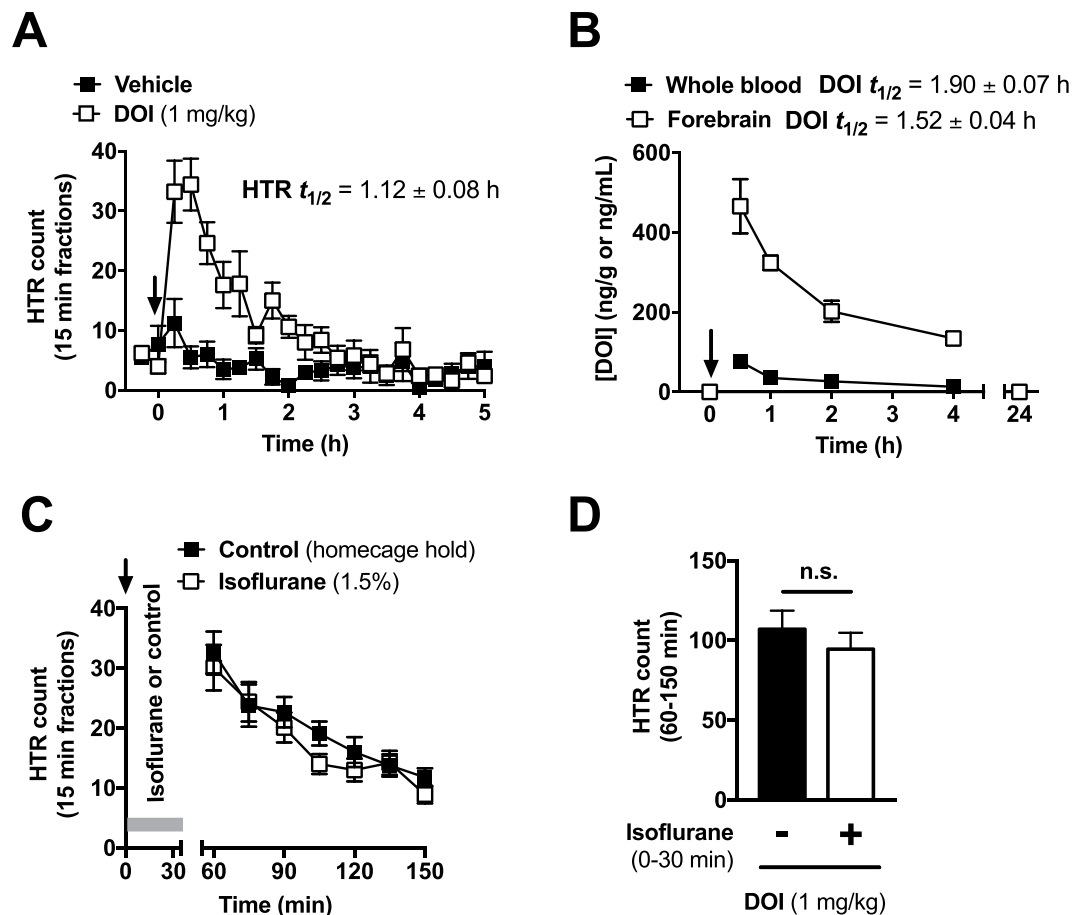 A
Vehicle
DOI (1 mg/kg)
HTR t1/2 = 1.12 ± 0.08 h
HTR count
(15 min fractions)
40
30
20
10
0
0 1 2 3 4 5
Time (h)
B
Whole blood DOI t1/2 = 1.90 ± 0.07 h
Forebrain DOI t1/2 = 1.52 ± 0.04 h
[DOI] (ng/g or ng/mL)
600
400
200
0
0 1 2 3 4 24
Time (h)
C
Control (homecage hold)
Isoflurane (1.5%)
Isoflurane or control
HTR count
(15 min fractions)
40
30
20
10
0
0 30 60 90 120 150
Time (min)
D
n.s.
HTR count
(60-150 min)
150
100
50
0
Isoflurane - +
(0-30 min)
DOI (1 mg/kg)